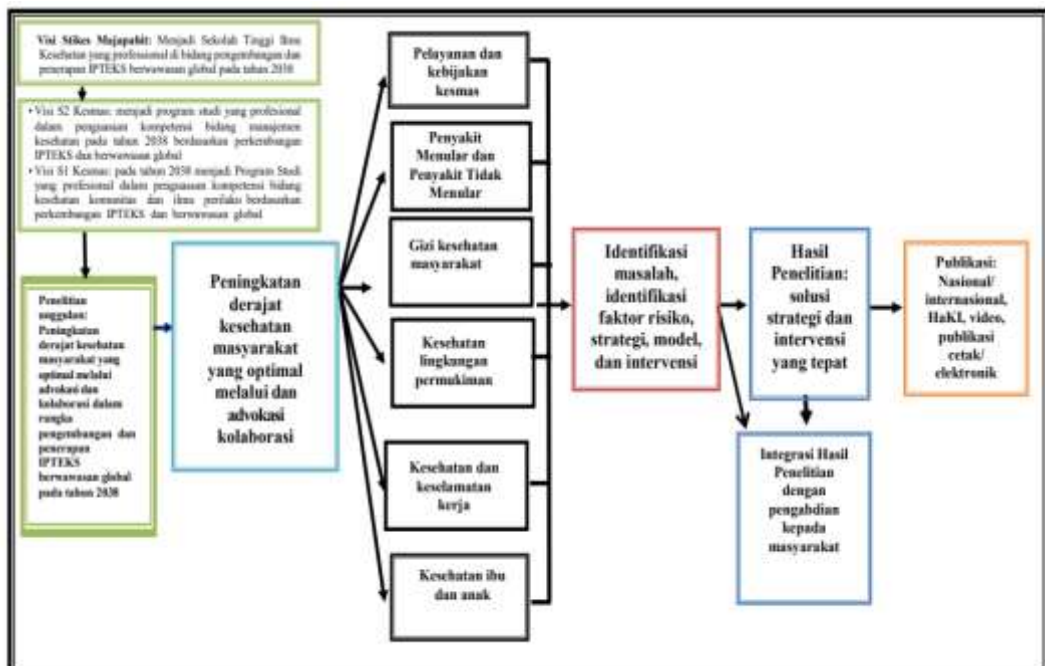 Visi Stikes Majapahit: Menjadi Sekolah Tinggi Ilmu
Kesehatan yang professional di bidang pengembangan dan
penerapan IPTEKS berwawasan global pada tahun 2038
• Visi S2 Kesmas: menjadi program studi yang profesional
dalam penguasaan kompetensi bidang manajemen
kesehatan pada tahun 2038 berdasarkan perkembangan
IPTEKS dan berwawasan global
• Visi S1 Kesmas: pada tahun 2038 menjadi Program Studi
yang profesional dalam penguasaan kompetensi bidang
kesehatan komunitas dan ilmu perilaku berdasarkan
perkembangan IPTEKS dan berwawasan global
Penelitian
unggulan:
Peningkatan
derajat kesehatan
masyarakat yang
optimal melalui
advokasi dan
kolaborasi dalam
rangka
pengembangan dan
penerapan
IPTEKS
berwawasan global
pada tahun 2038
Peningkatan
derajat
kesehatan
masyarakat
yang optimal
melalui dan
advokasi
kolaborasi
Pelayanan dan
kebijakan
kesmas
Penyakit
Menular dan
Penyakit Tidak
Menular
Gizi kesehatan
masyarakat
Kesehatan
lingkungan
permukiman
Kesehatan dan
keselamatan
kerja
Kesehatan ibu
dan anak
Identifikasi
masalah,
identifikasi
faktor risiko,
strategi, model,
dan intervensi
Hasil
Penelitian:
solusi
strategi dan
intervensi
yang tepat
Integrasi Hasil
Penelitian
dengan
pengabdian
kepada
masyarakat
Publikasi:
Nasional/
internasional,
HaKI, video,
publikasi
cetak/
elektronik